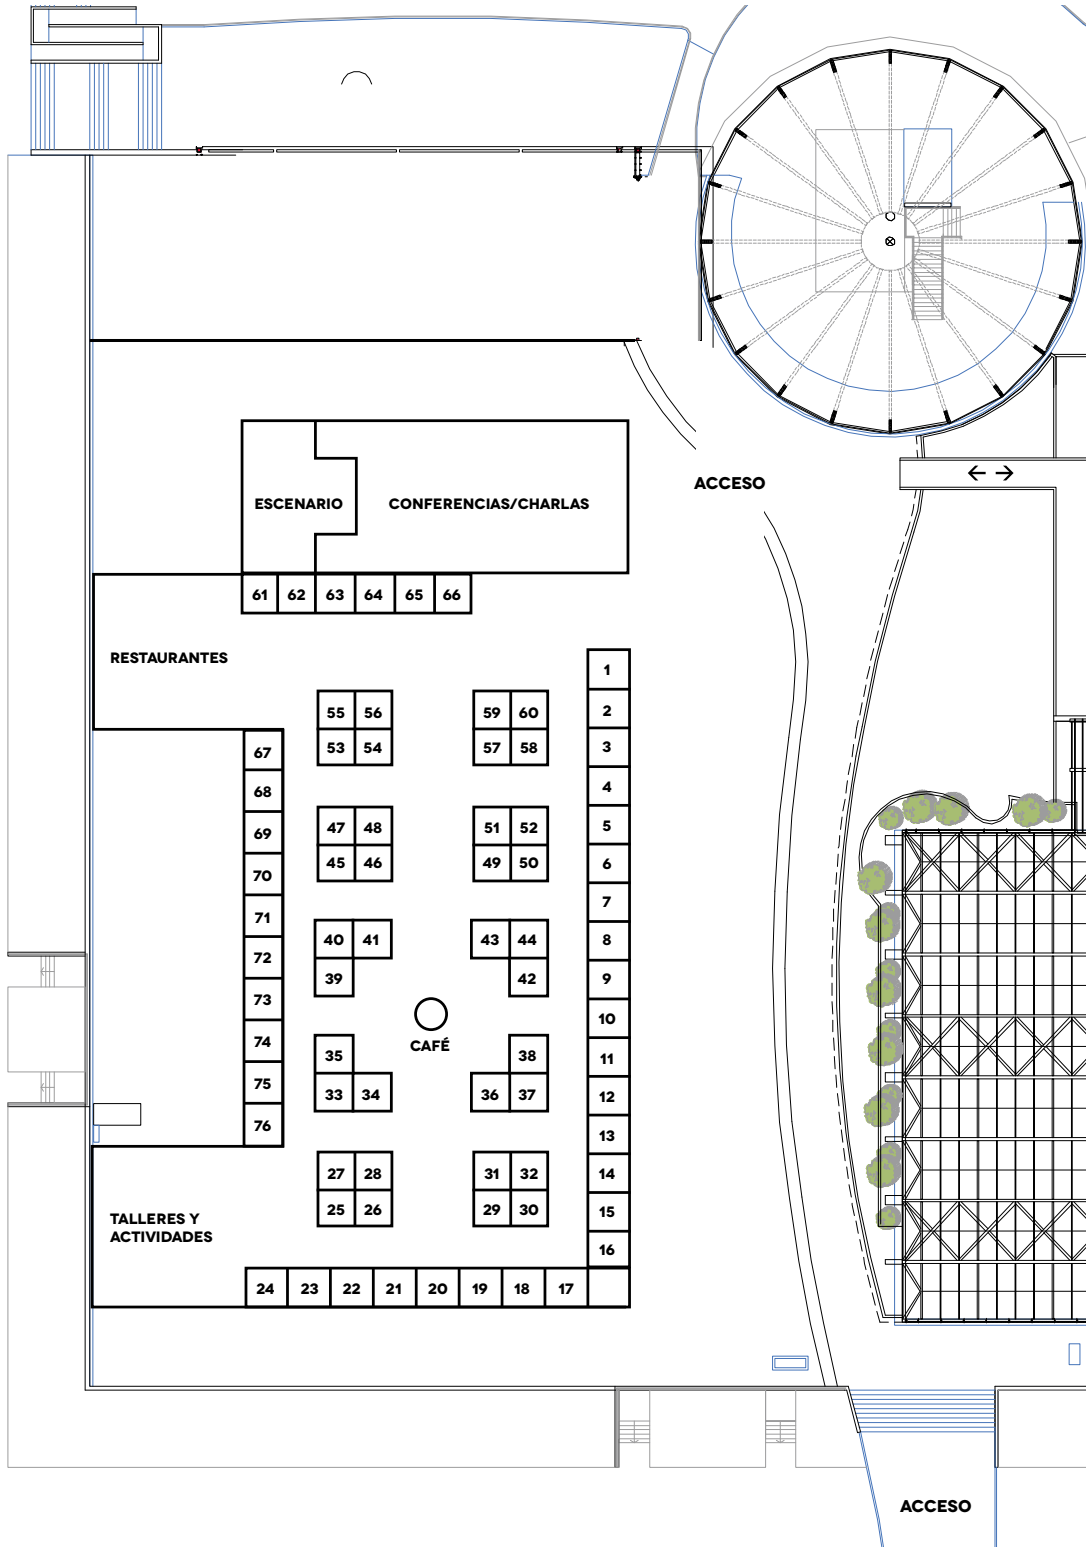 ACCESO
ESCENARIO CONFERENCIAS/CHARLAS
61 62 63 64 65 66
RESTAURANTES
1
55 56 59 60 2
53 54 57 58 3
67
68 4
47 48 51 52 5
69
45 46 49 50 6
70
7
71
40 41 43 44 8
72
39 42 9
73
10
CAFÉ
74
35 38 11
75
33 34 36 37 12
76 13
27 28 31 32 14
25 26 29 30 15
TALLERES Y
ACTIVIDADES
16
24 23 22 21 20 19 18 17
ACCESO